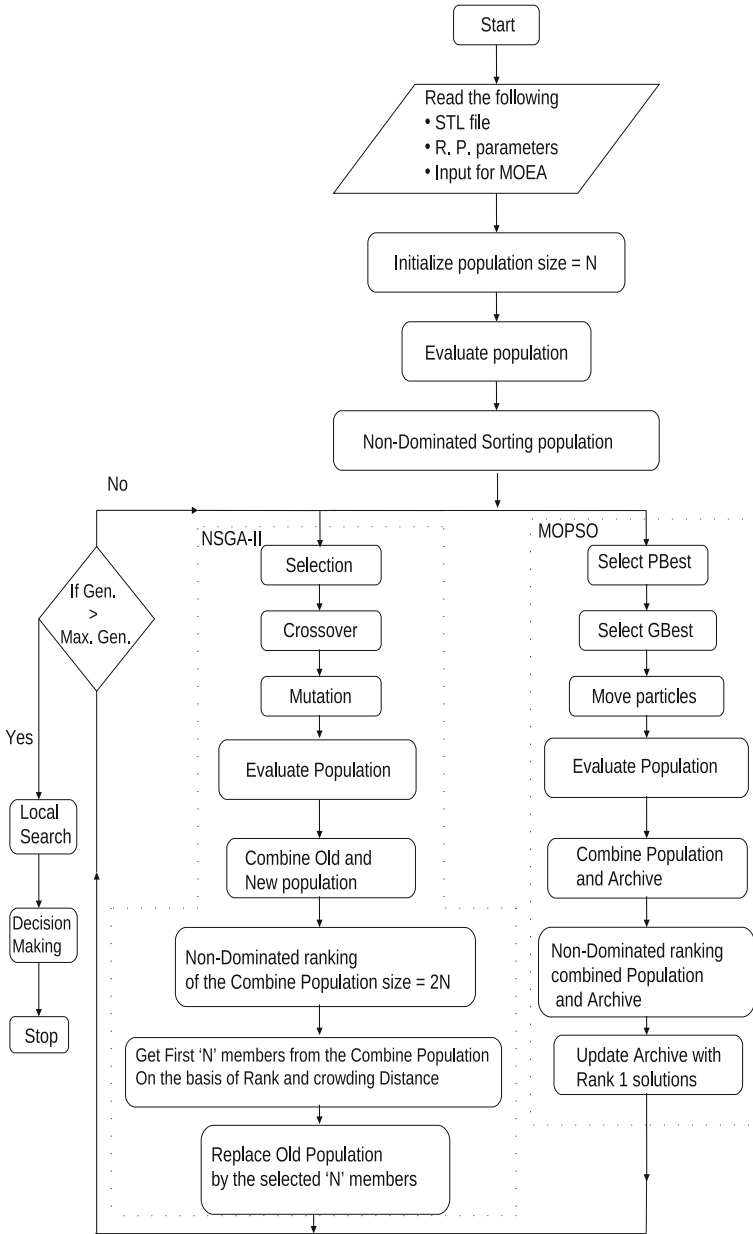 Start
Read the following
• STL file
• R. P. parameters
• Input for MOEA
Initialize population size = N
Evaluate population
Non-Dominated Sorting population
No
If Gen.
>
Max. Gen.
Yes
Local
Search
Decision
Making
Stop
NSGA-II
Selection
Crossover
Mutation
Evaluate Population
Combine Old and
New population
Non-Dominated ranking
of the Combine Population size = 2N
Get First ‘N’ members from the Combine Population
On the basis of Rank and crowding Distance
Replace Old Population
by the selected ‘N’ members
MOPSO
Select PBest
Select GBest
Move particles
Evaluate Population
Combine Population
and Archive
Non-Dominated ranking
combined Population
and Archive
Update Archive with
Rank 1 solutions